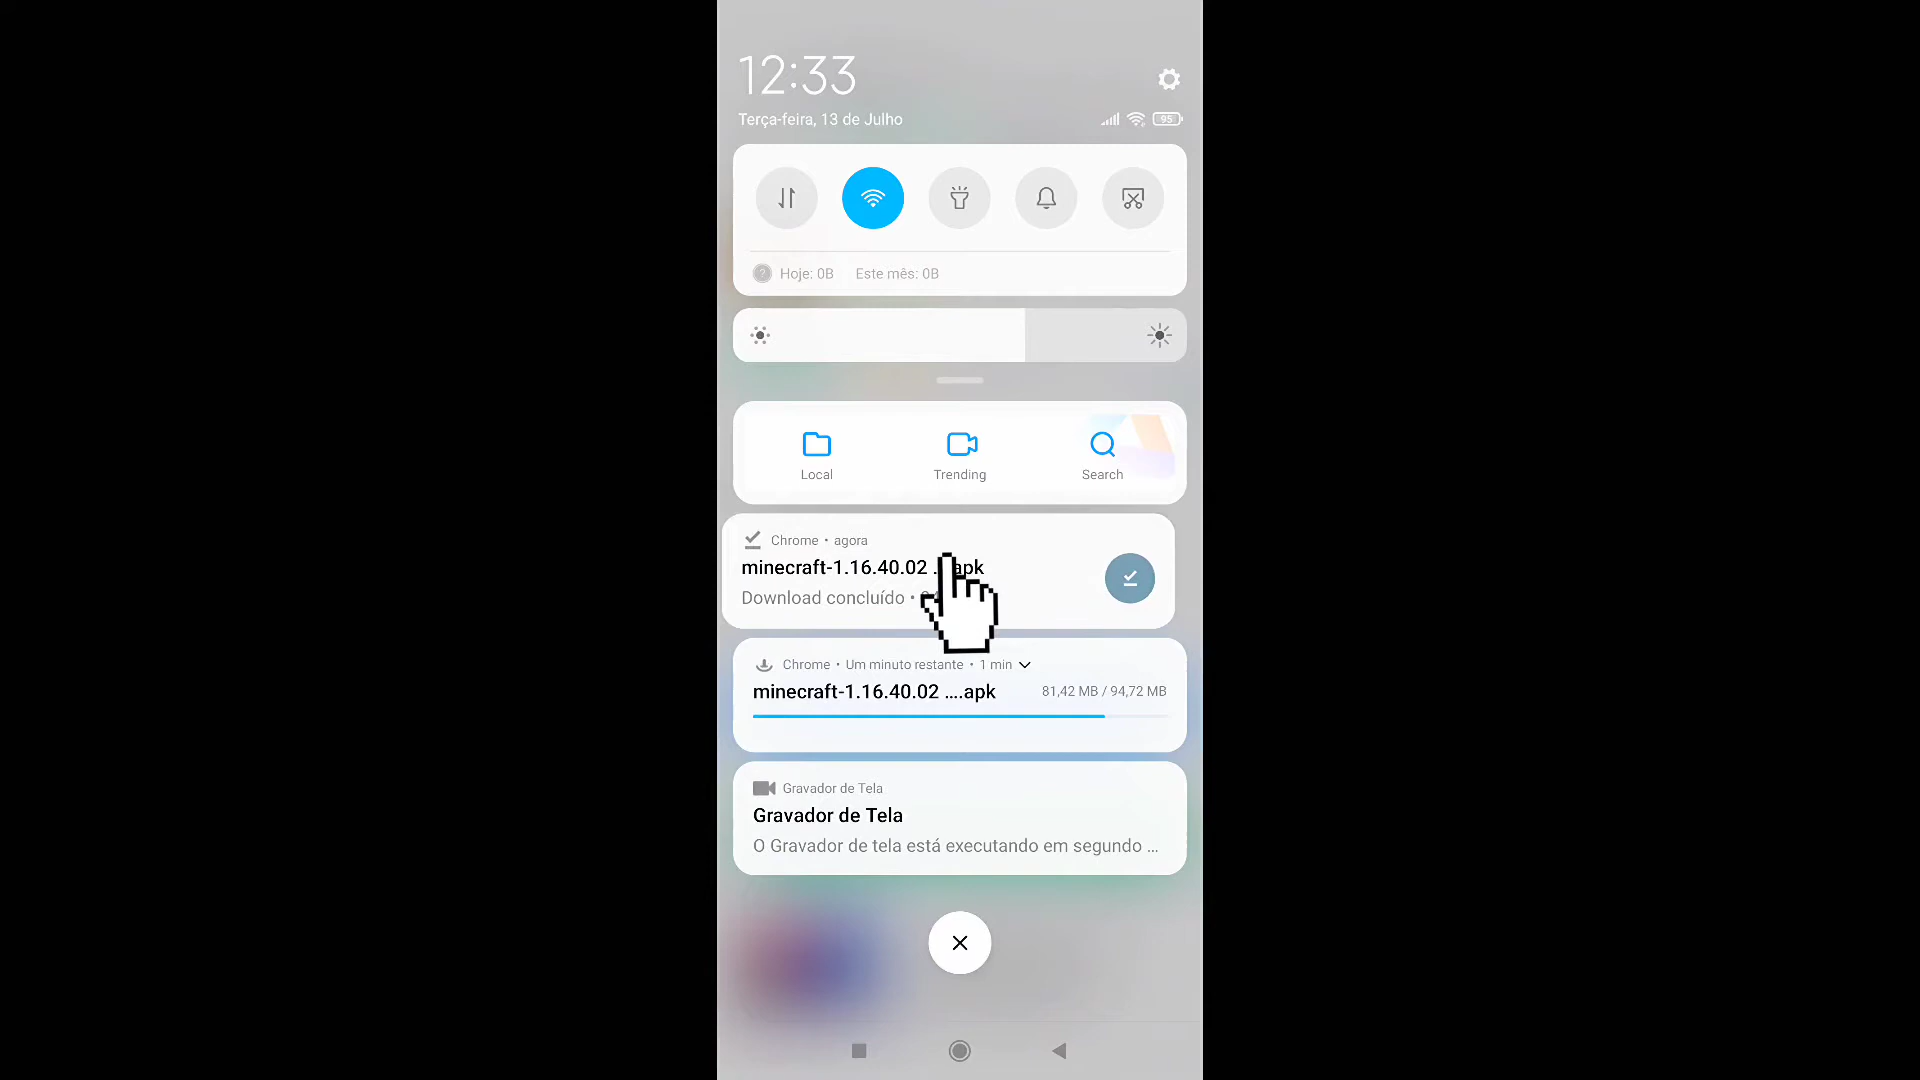 12:33
Terça-feira, 13 de Julho
95
Hoje: 0B Este mês: 0B
Local Trending Search
Chrome • agora
minecraft-1.16.40.02 apk
Download concluído •
Chrome • Um minuto restante • 1 min
minecraft-1.16.40.02 ....apk 81,42 MB / 94,72 MB
Gravador de Tela
Gravador de Tela
O Gravador de tela está executando em segundo ...